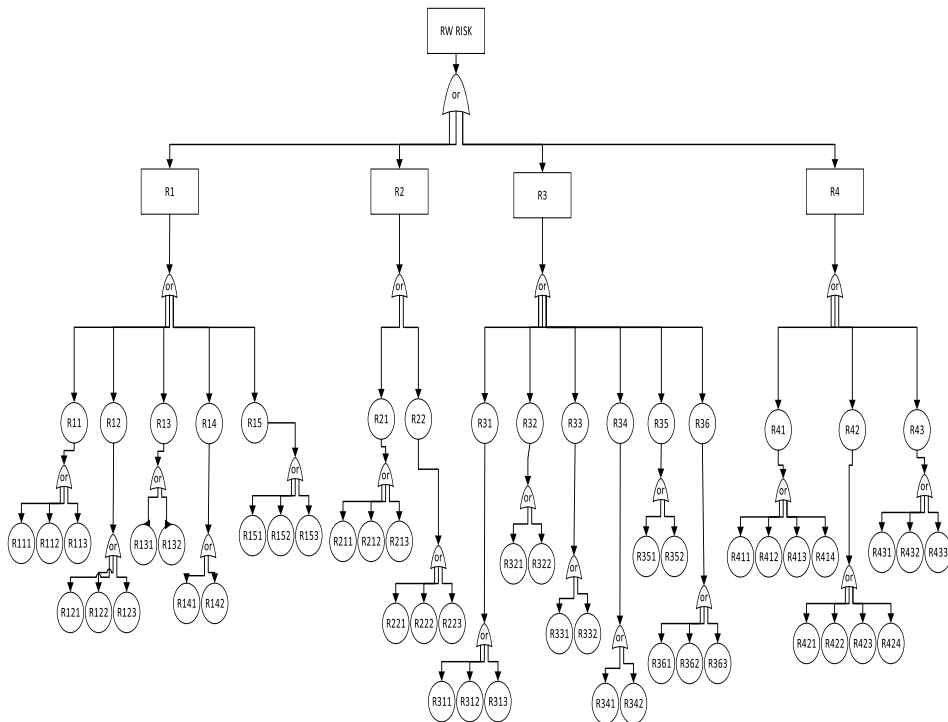 RW RISK
or
R1
R2
R3
R4
or
or
or
or
R11
R12
R13
R14
R15
R21
R22
R31
R32
R33
R34
R35
R36
R41
R42
R43
or
or
or
or
or
or
or
or
R111
R112
R113
R131
R132
R151
R152
R153
R211
R212
R213
R321
R322
R351
R352
R411
R412
R413
R414
R431
R432
R433
or
or
or
or
or
or
R121
R122
R123
R141
R142
R221
R222
R223
R331
R332
R361
R362
R363
R421
R422
R423
R424
or
or
R311
R312
R313
R341
R342